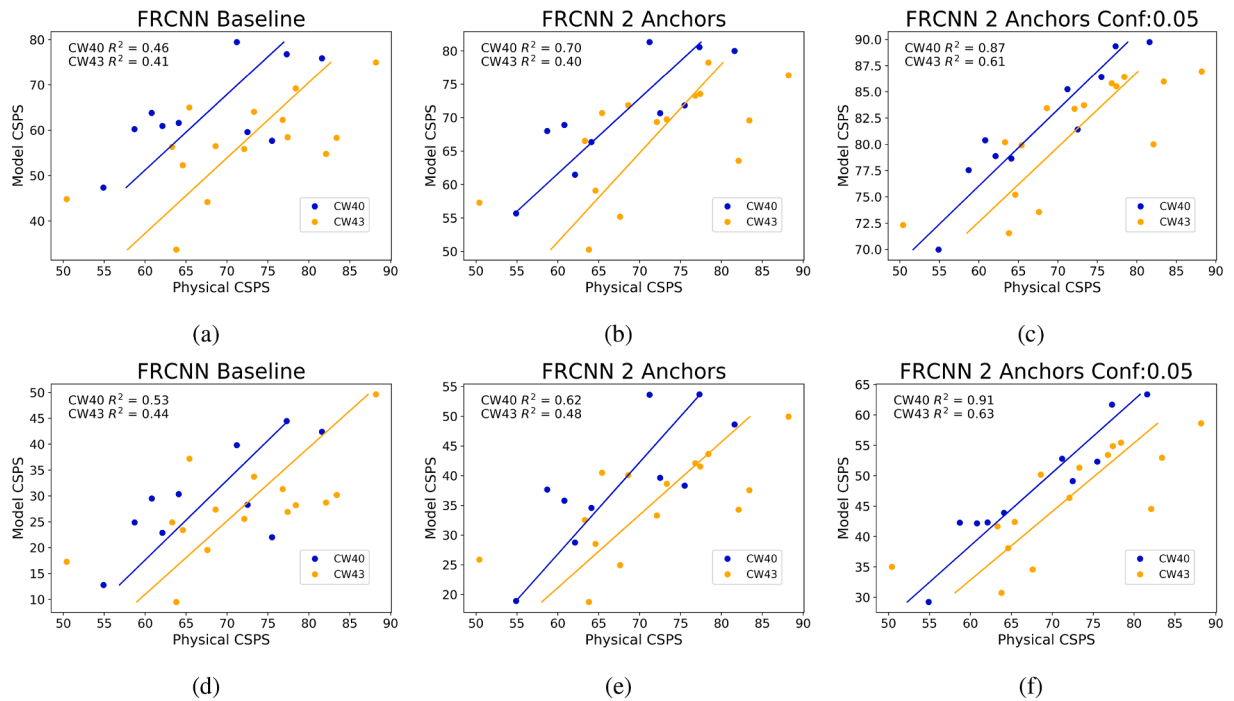 FRCNN Baseline
CW40 R² = 0.46
CW43 R² = 0.41
Model CSPS
80
70
60
50
40
50 55 60 65 70 75 80 85 90
Physical CSPS
CW40
CW43
(a)
FRCNN 2 Anchors
CW40 R² = 0.70
CW43 R² = 0.40
Model CSPS
80
75
70
65
60
55
50
50 55 60 65 70 75 80 85 90
Physical CSPS
CW40
CW43
(b)
FRCNN 2 Anchors Conf:0.05
CW40 R² = 0.87
CW43 R² = 0.61
Model CSPS
90.0
87.5
85.0
82.5
80.0
77.5
75.0
72.5
70.0
50 55 60 65 70 75 80 85 90
Physical CSPS
CW40
CW43
(c)
FRCNN Baseline
CW40 R² = 0.53
CW43 R² = 0.44
Model CSPS
50
45
40
35
30
25
20
15
10
50 55 60 65 70 75 80 85 90
Physical CSPS
CW40
CW43
(d)
FRCNN 2 Anchors
CW40 R² = 0.62
CW43 R² = 0.48
Model CSPS
55
50
45
40
35
30
25
20
50 55 60 65 70 75 80 85 90
Physical CSPS
CW40
CW43
(e)
FRCNN 2 Anchors Conf:0.05
CW40 R² = 0.91
CW43 R² = 0.63
Model CSPS
65
60
55
50
45
40
35
30
50 55 60 65 70 75 80 85 90
Physical CSPS
CW40
CW43
(f)